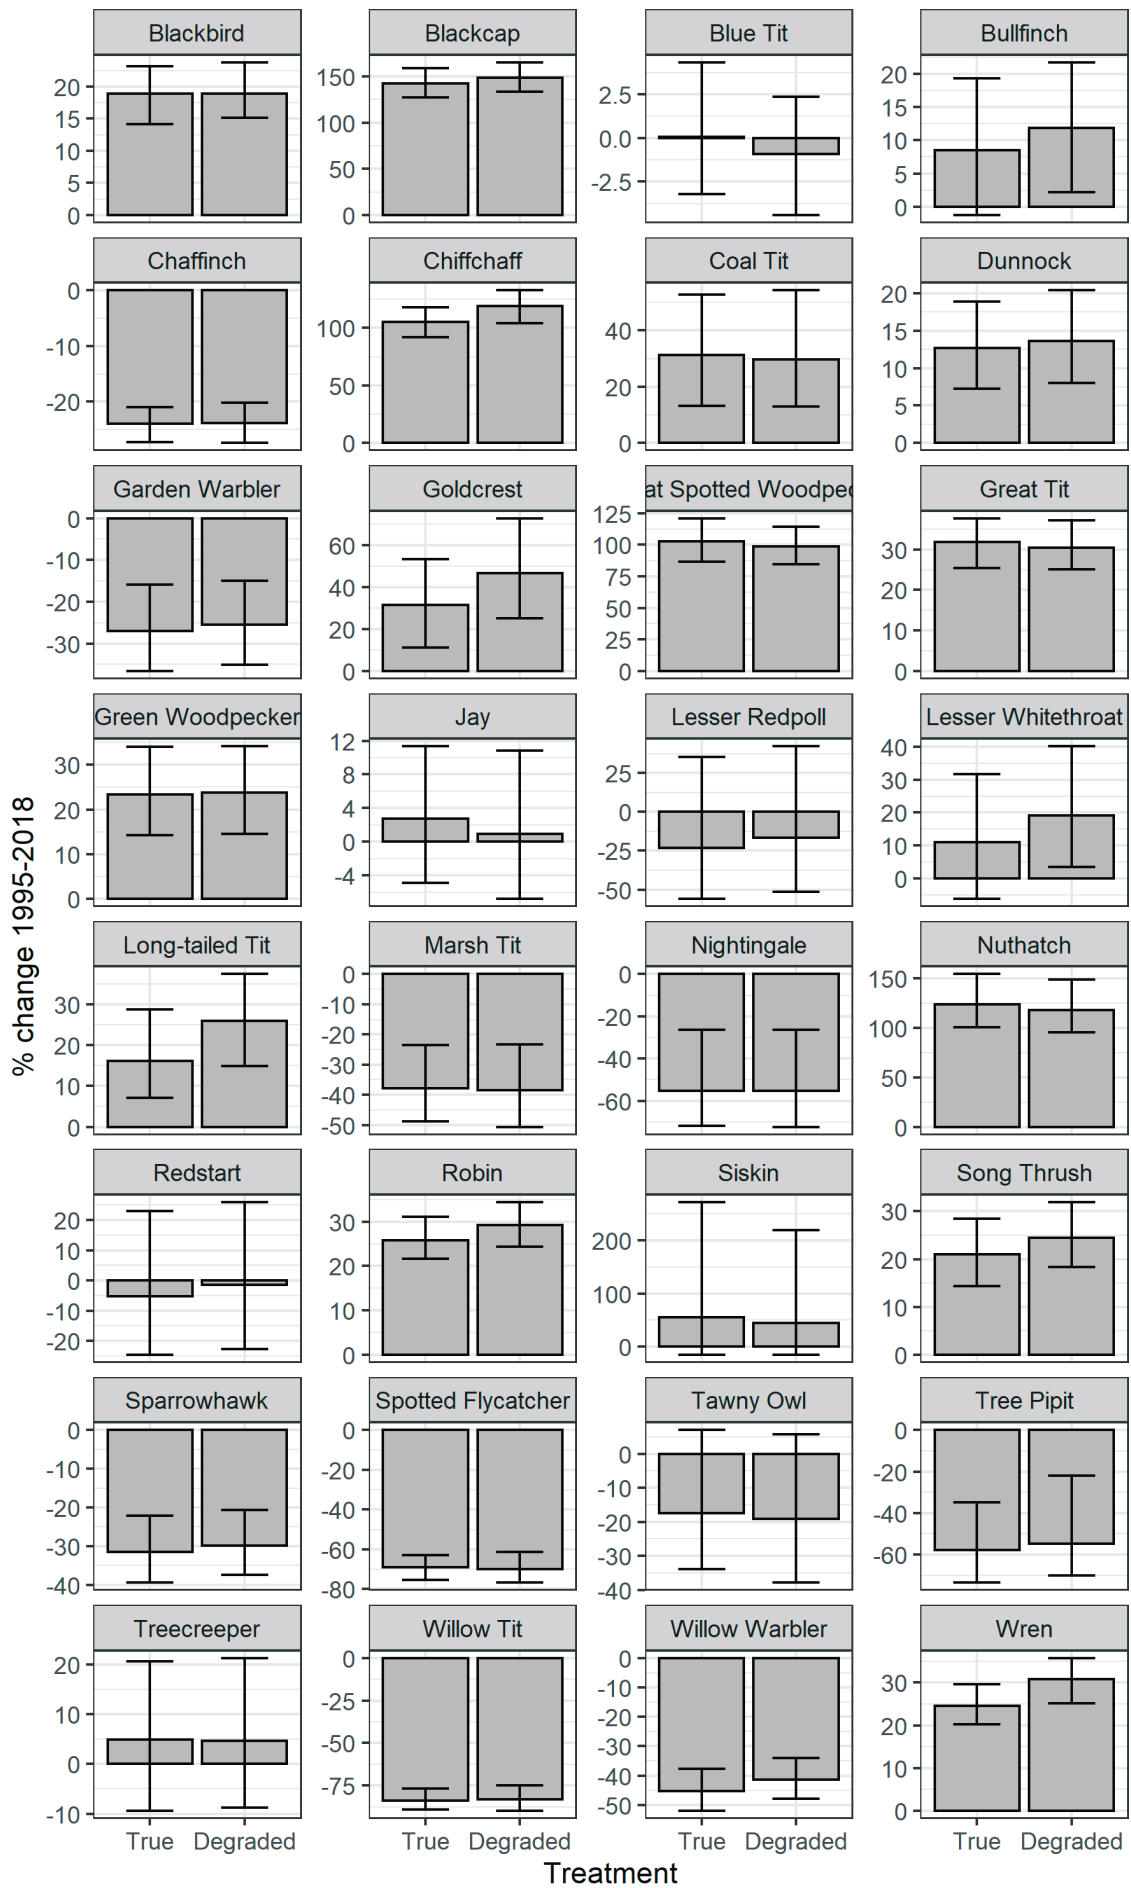 Blackbird Blackcap Blue Tit Bullfinch
20 15 10 5 0
150 100 50 0
2.5 0.0 -2.5
20 15 10 5 0
Chaffinch Chiffchaff Coal Tit Dunnock
0 -10 -20
100 50 0
40 20 0
20 15 10 5 0
Garden Warbler Goldcrest at Spotted Woodpec Great Tit
0 -10 -20 -30
60 40 20 0
125 100 75 50 25 0
30 20 10 0
Green Woodpecker Jay Lesser Redpoll Lesser Whitethroat
30 20 10 0
12 8 4 0 -4
25 0 -25 -50
40 30 20 10 0
Long-tailed Tit Marsh Tit Nightingale Nuthatch
30 20 10 0
0 -10 -20 -30 -40 -50
0 -20 -40 -60
150 100 50 0
Redstart Robin Siskin Song Thrush
20 10 0 -10 -20
30 20 10 0
200 100 0
30 20 10 0
Sparrowhawk Spotted Flycatcher Tawny Owl Tree Pipit
0 -10 -20 -30 -40
0 -20 -40 -60 -80
0 -10 -20 -30 -40
0 -20 -40 -60
Treecreeper Willow Tit Willow Warbler Wren
20 10 0 -10
0 -25 -50 -75
0 -10 -20 -30 -40 -50
30 20 10 0
True Degraded True Degraded True Degraded True Degraded
Treatment
% change 1995-2018